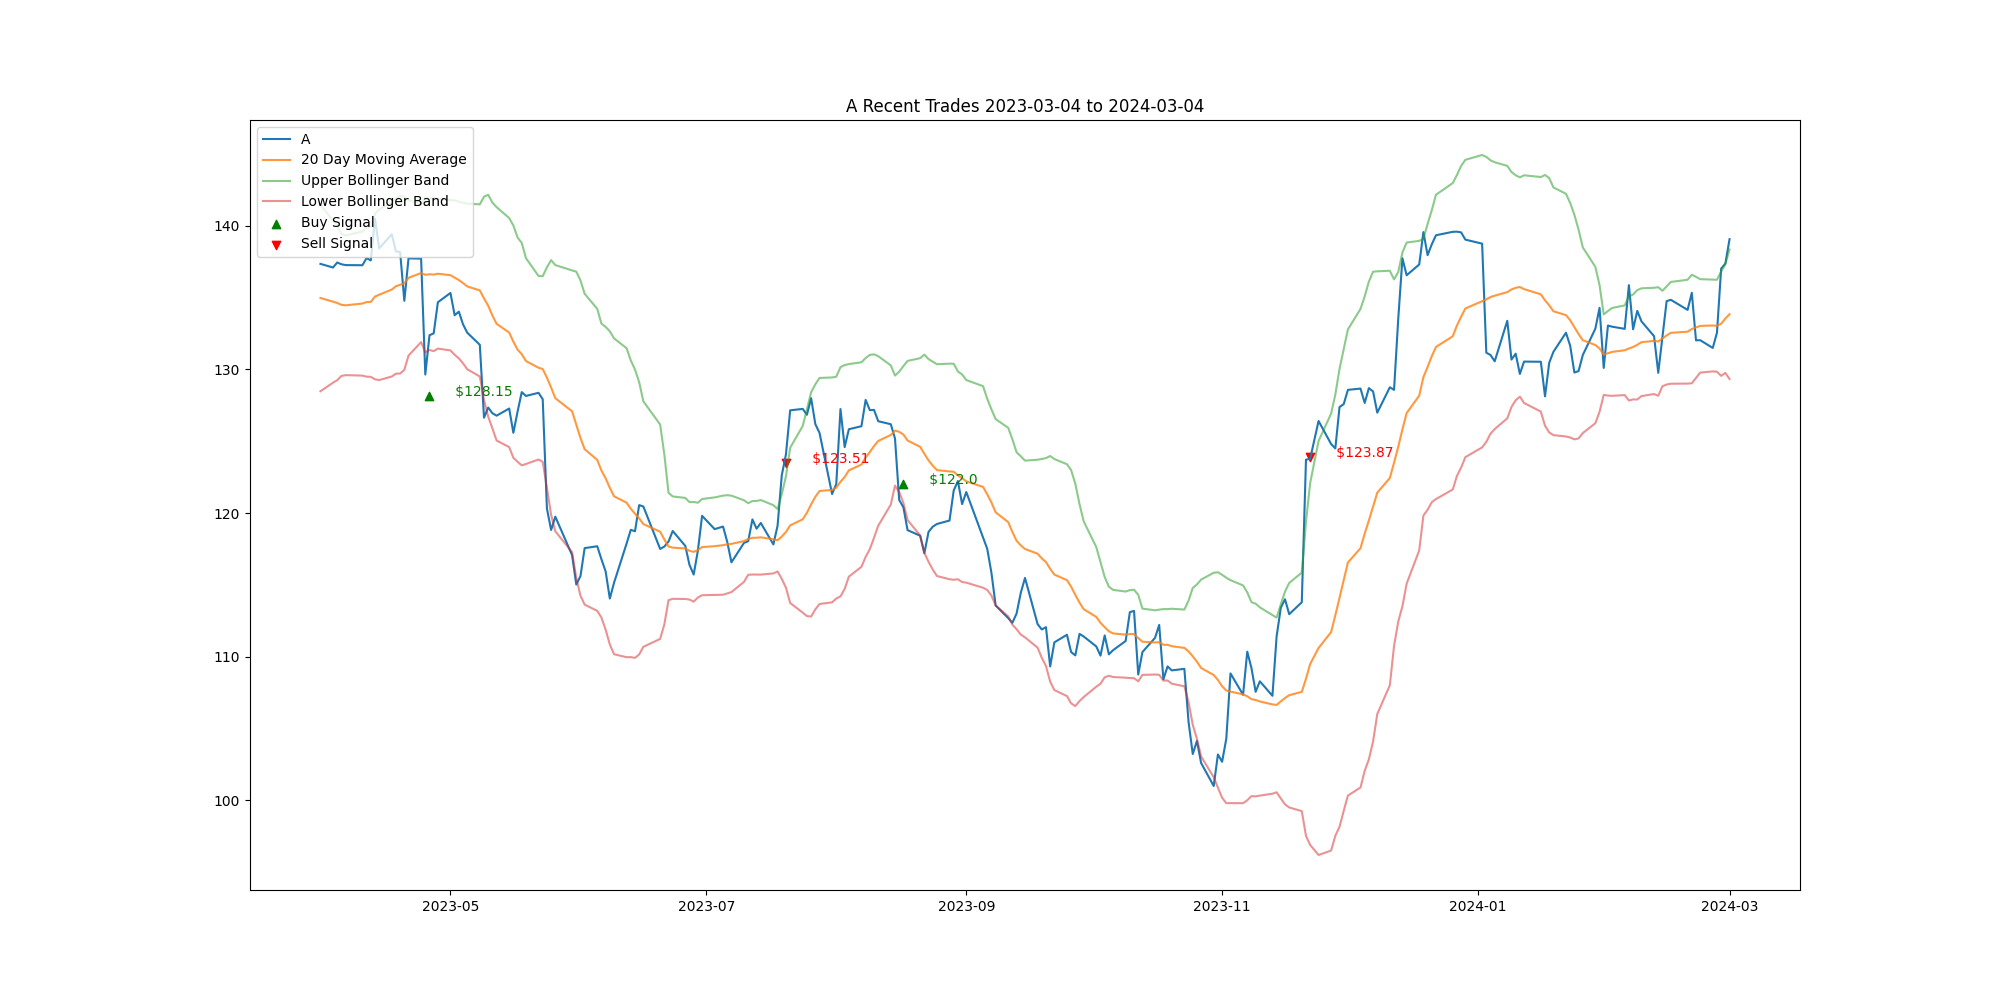 A Recent Trades 2023-03-04 to 2024-03-04
A
20 Day Moving Average
Upper Bollinger Band
Lower Bollinger Band
Buy Signal
Sell Signal
140
130
120
110
100
$128.15
$123.51
$122.0
$123.87
2023-05
2023-07
2023-09
2023-11
2024-01
2024-03